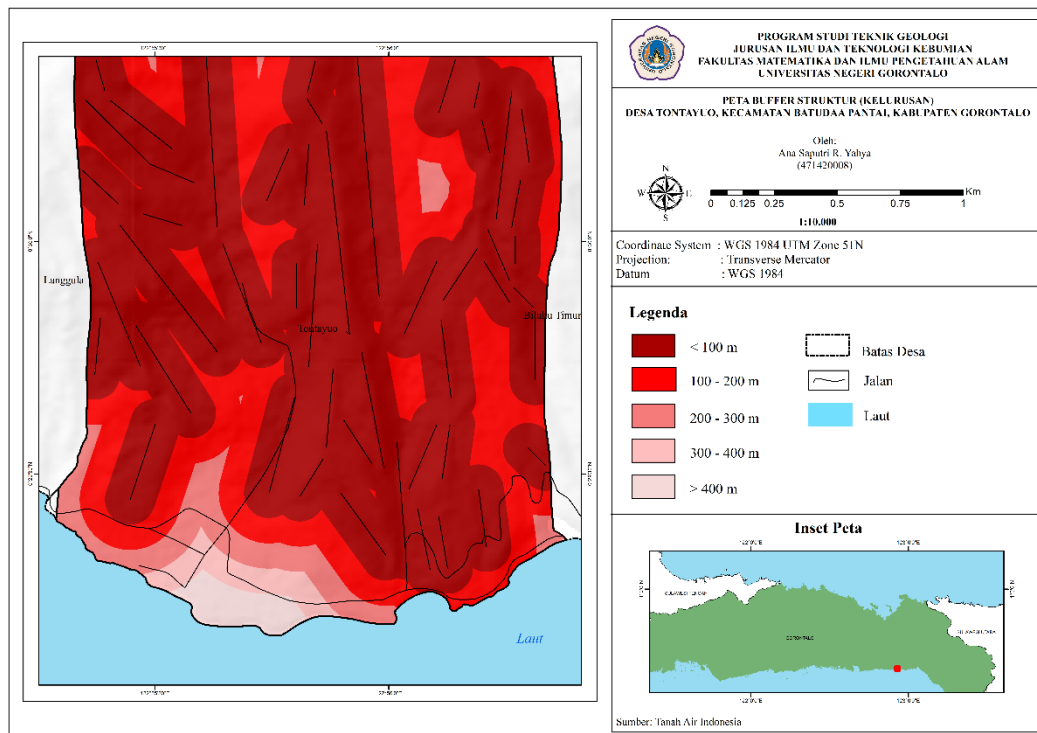 PROGRAM STUDI TEKNIK GEOLOGI
JURUSAN ILMU DAN TEKNOLOGI KEBUMIAN
FAKULTAS MATEMATIKA DAN ILMU PENGETAHUAN ALAM
UNIVERSITAS NEGERI GORONTALO
PETA BUFFER STRUKTUR (KELURUSAN)
DESA TONTAYUO, KECAMATAN BATUDAA PANTAI, KABUPATEN GORONTALO
Oleh:
Ana Saputri R. Yahya
(471420008)
N
W E
S
0 0.125 0.25 0.5 0.75 1 Km
1:10.000
Coordinate System : WGS 1984 UTM Zone 51N
Projection: : Transverse Mercator
Datum : WGS 1984
Legenda
< 100 m
100 - 200 m
200 - 300 m
300 - 400 m
> 400 m
Batas Desa
Jalan
Laut
Inset Peta
GORONTALO
Sumber: Tanah Air Indonesia
Tontayuo
Timur
Laut